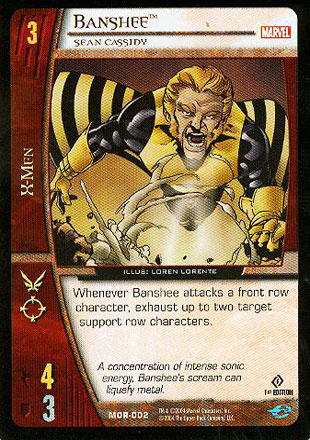 3
BANSHEE™
SEAN CASSIDY
MARVEL
X-MEN
ILLUS: LOREN LORENTE
Whenever Banshee attacks a front row
character, exhaust up to two target
support row characters.
A concentration of intense sonic
energy, Banshee's scream can
liquefy metal.
4
3
1ST EDITION
MOR-002